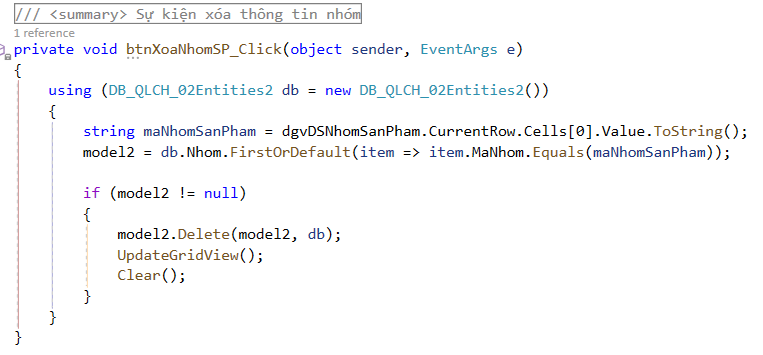 /// <summary> Sự kiện xóa thông tin nhóm
1 reference
private void btnXoaNhomSP_Click(object sender, EventArgs e)
{
using (DB_QLCH_02Entities2 db = new DB_QLCH_02Entities2())
{
string maNhomSanPham = dgvDSNhomSanPham.CurrentRow.Cells[0].Value.ToString();
model2 = db.Nhom.FirstOrDefault(item => item.MaNhom.Equals(maNhomSanPham));
if (model2 != null)
{
model2.Delete(model2, db);
UpdateGridView();
Clear();
}
}
}